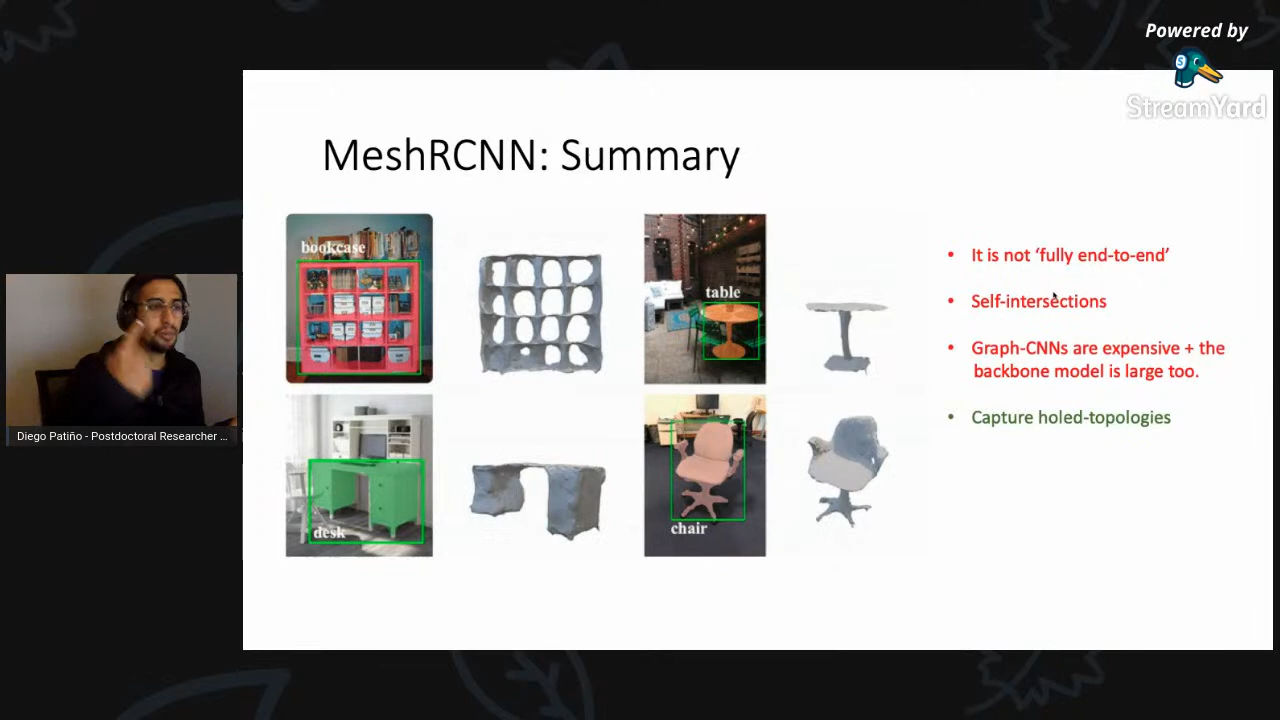 Powered by
StreamYard
MeshRCNN: Summary
bookcase
table
desk
chair
• It is not ‘fully end-to-end’
• Self-intersections
• Graph-CNNs are expensive + the
backbone model is large too.
• Capture holed-topologies
Diego Patiño - Postdoctoral Researcher ...